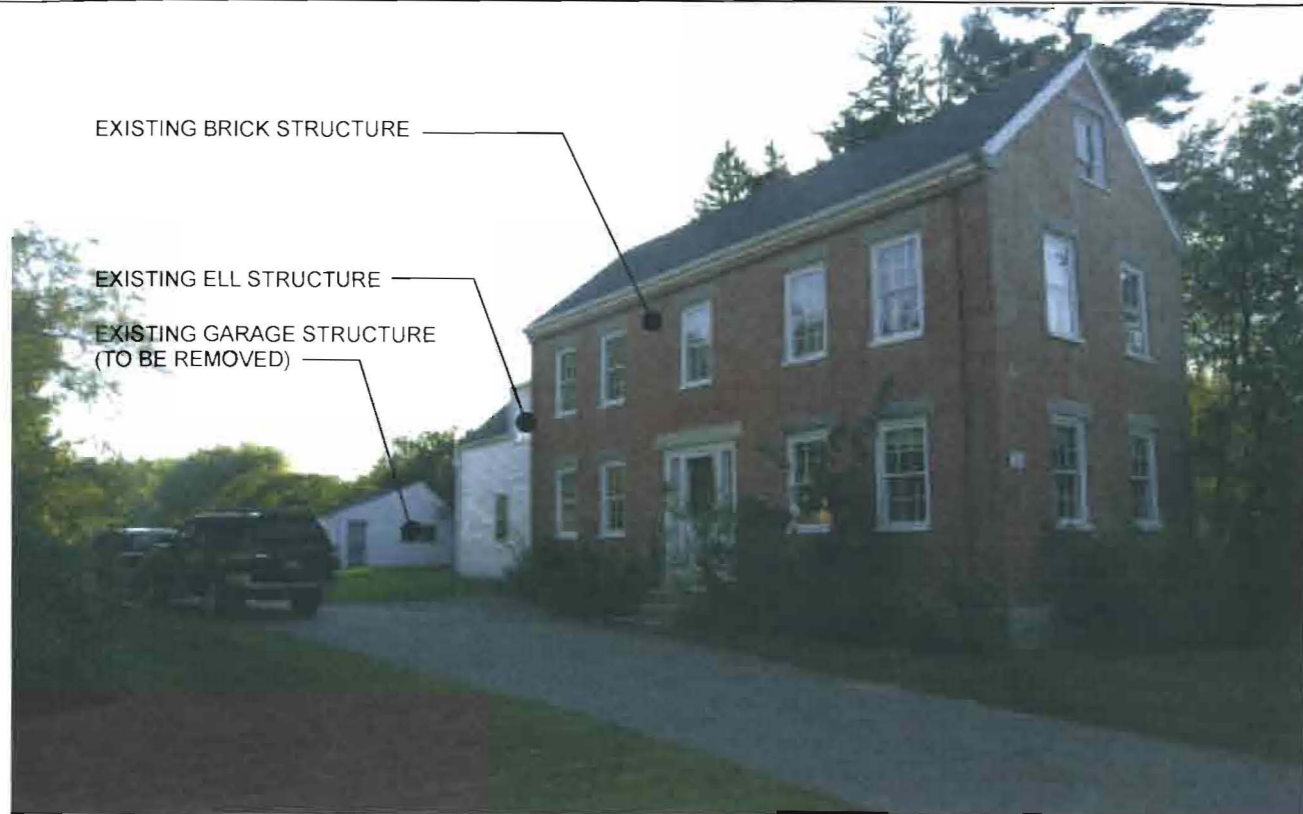 EXISTING BRICK STRUCTURE
EXISTING ELL STRUCTURE
EXISTING GARAGE STRUCTURE
(TO BE REMOVED)